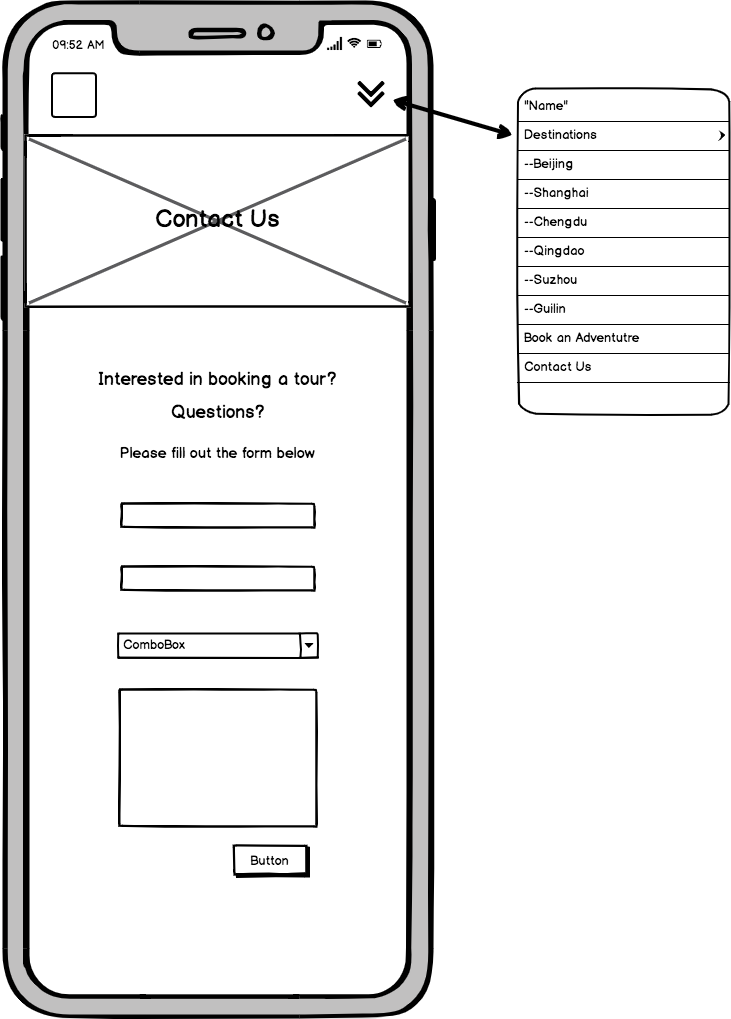 09:52 AM
Contact Us
Interested in booking a tour?
Questions?
Please fill out the form below
ComboBox
Button
"Name"
Destinations
--Beijing
--Shanghai
--Chengdu
--Qingdao
--Suzhou
--Guilin
Book an Adventutre
Contact Us